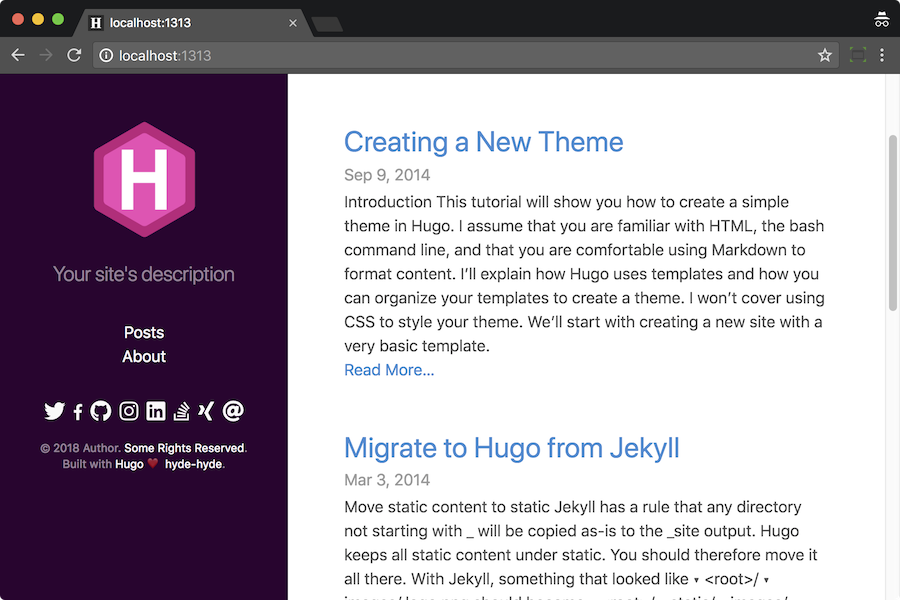 H localhost:1313
localhost:1313
H
Your site's description
Posts
About
© 2018 Author. Some Rights Reserved.
Built with Hugo ❤ hyde-hyde.
Creating a New Theme
Sep 9, 2014
Introduction This tutorial will show you how to create a simple
theme in Hugo. I assume that you are familiar with HTML, the bash
command line, and that you are comfortable using Markdown to
format content. I’ll explain how Hugo uses templates and how you
can organize your templates to create a theme. I won’t cover using
CSS to style your theme. We’ll start with creating a new site with a
very basic template.
Read More...
Migrate to Hugo from Jekyll
Mar 3, 2014
Move static content to static Jekyll has a rule that any directory
not starting with _ will be copied as-is to the _site output. Hugo
keeps all static content under static. You should therefore move it
all there. With Jekyll, something that looked like ▾ <root>/ ▾